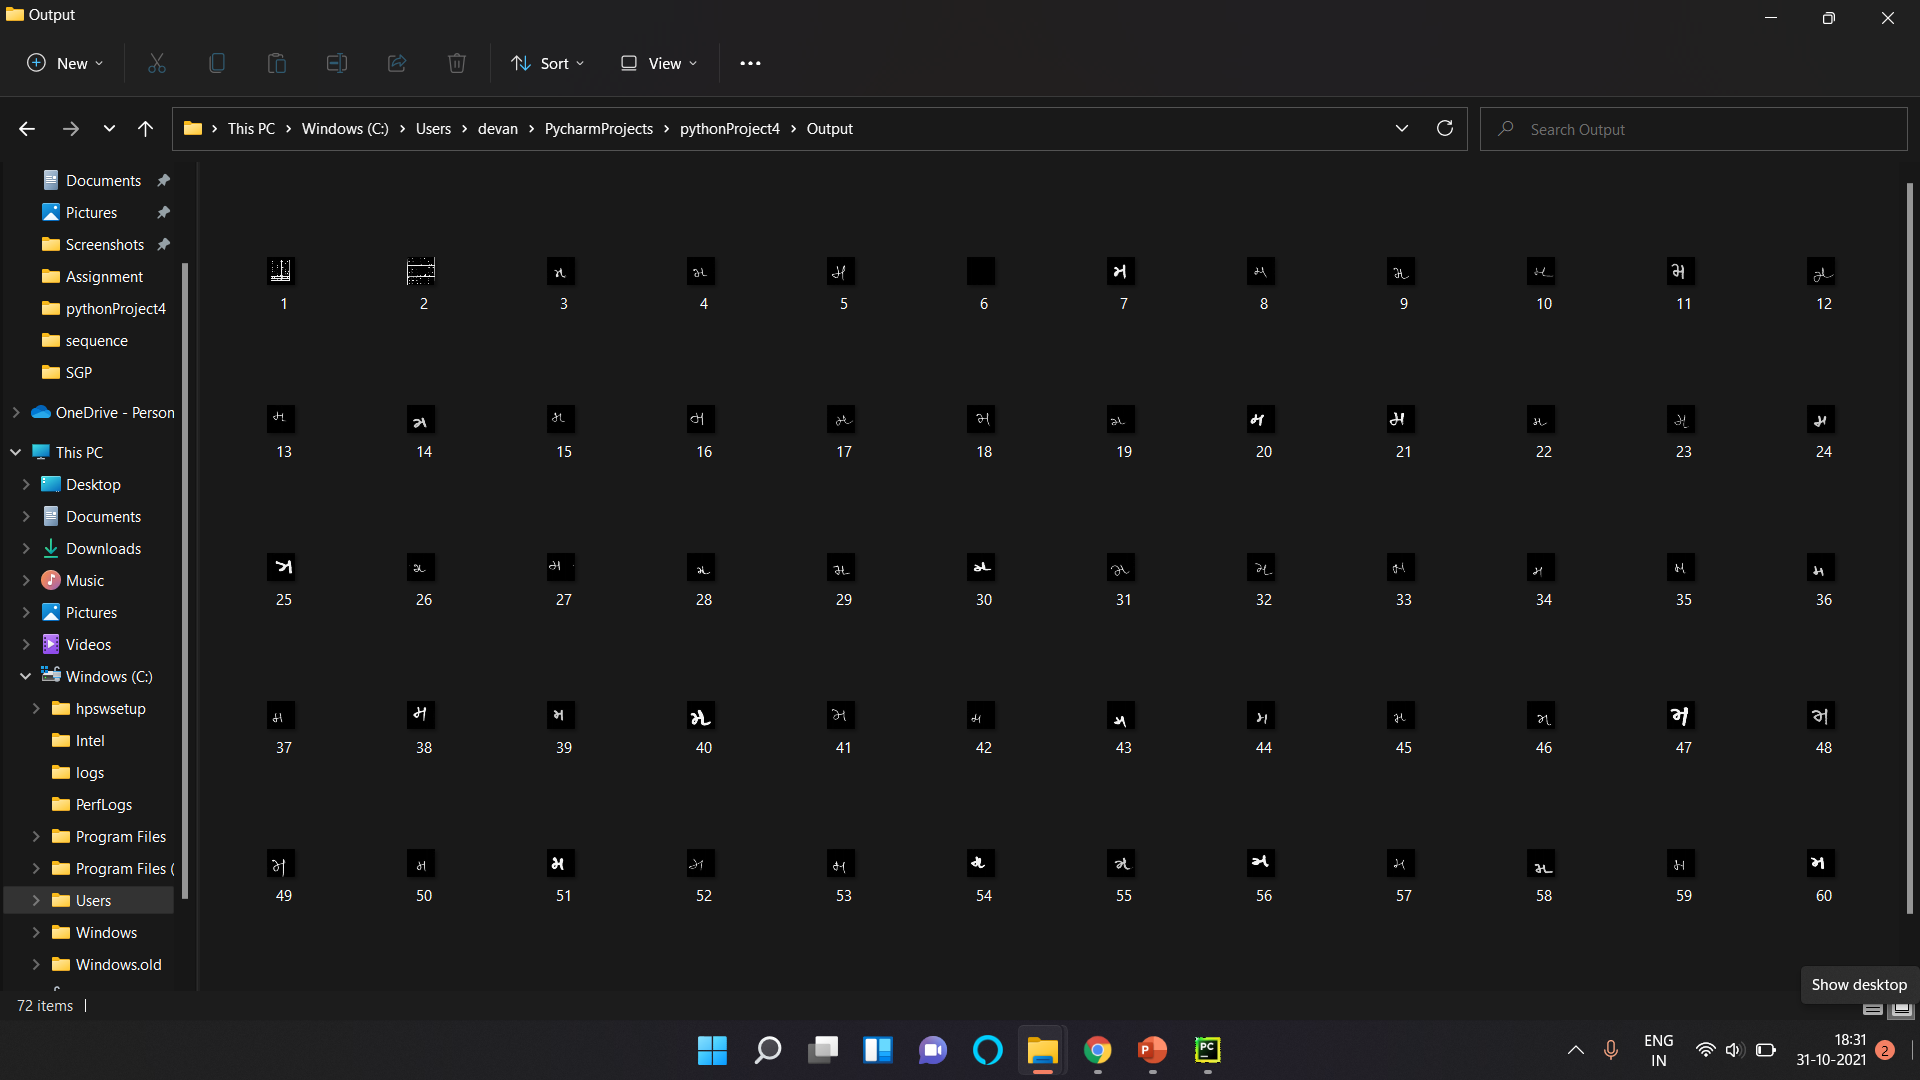 Output
New
Sort
View
This PC
Windows (C:)
Users
devan
PycharmProjects
pythonProject4
Output
Search Output
Documents
Pictures
Screenshots
Assignment
pythonProject4
sequence
SGP
OneDrive - Person
This PC
Desktop
Documents
Downloads
Music
Pictures
Videos
Windows (C:)
hpswsetup
Intel
logs
PerfLogs
Program Files
Program Files (
Users
Windows
Windows.old
1 2 3 4 5 6 7 8 9 10 11 12
13 14 15 16 17 18 19 20 21 22 23 24
25 26 27 28 29 30 31 32 33 34 35 36
37 38 39 40 41 42 43 44 45 46 47 48
49 50 51 52 53 54 55 56 57 58 59 60
72 items
Show desktop
ENG
IN
18:31
31-10-2021
2